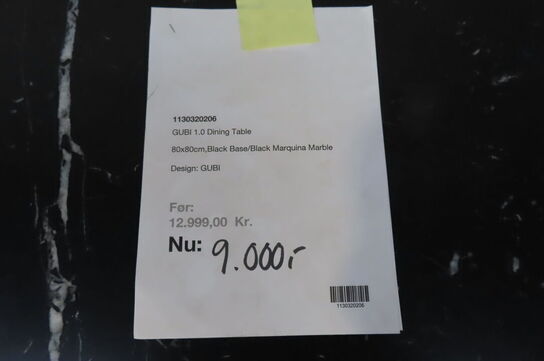 1130320206
GUBI 1.0 Dining Table
80x80cm,Black Base/Black Marquina Marble
Design: GUBI
Før:
12.999,00 Kr.
Nu: 9.000,-
1130320206